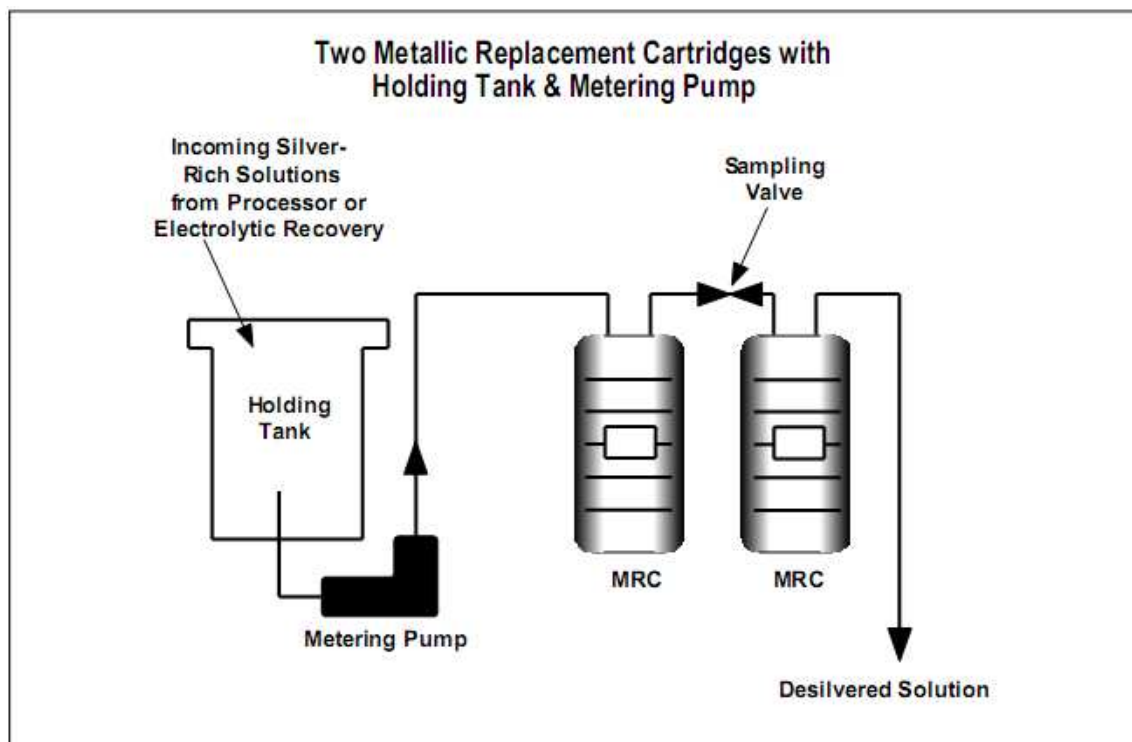 Two Metallic Replacement Cartridges with
Holding Tank & Metering Pump
Incoming Silver-
Rich Solutions
from Processor or
Electrolytic Recovery
Sampling
Valve
Holding
Tank
MRC
MRC
Metering Pump
Desilvered Solution